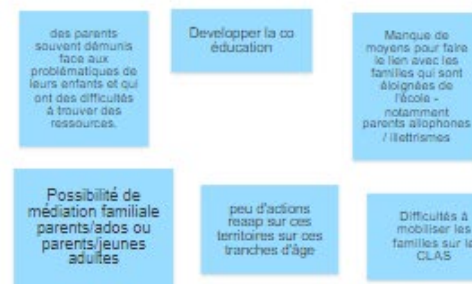 des parents
souvent démunis
face aux
problématiques de
leurs enfants et qui
ont des difficultés
à trouver des
ressources.
Developper la co
éducation
Manque de
moyens pour faire
le lien avec les
familles qui sont
éloignées de
l'école -
notamment
parents allophones
/ illettrismes
Possibilité de
médiation familiale
parents/ados ou
parents/jeunes
adultes
peu d'actions
reaap sur ces
territoires sur ces
tranches d'âge
Difficultés à
mobiliser les
familles sur le
CLAS